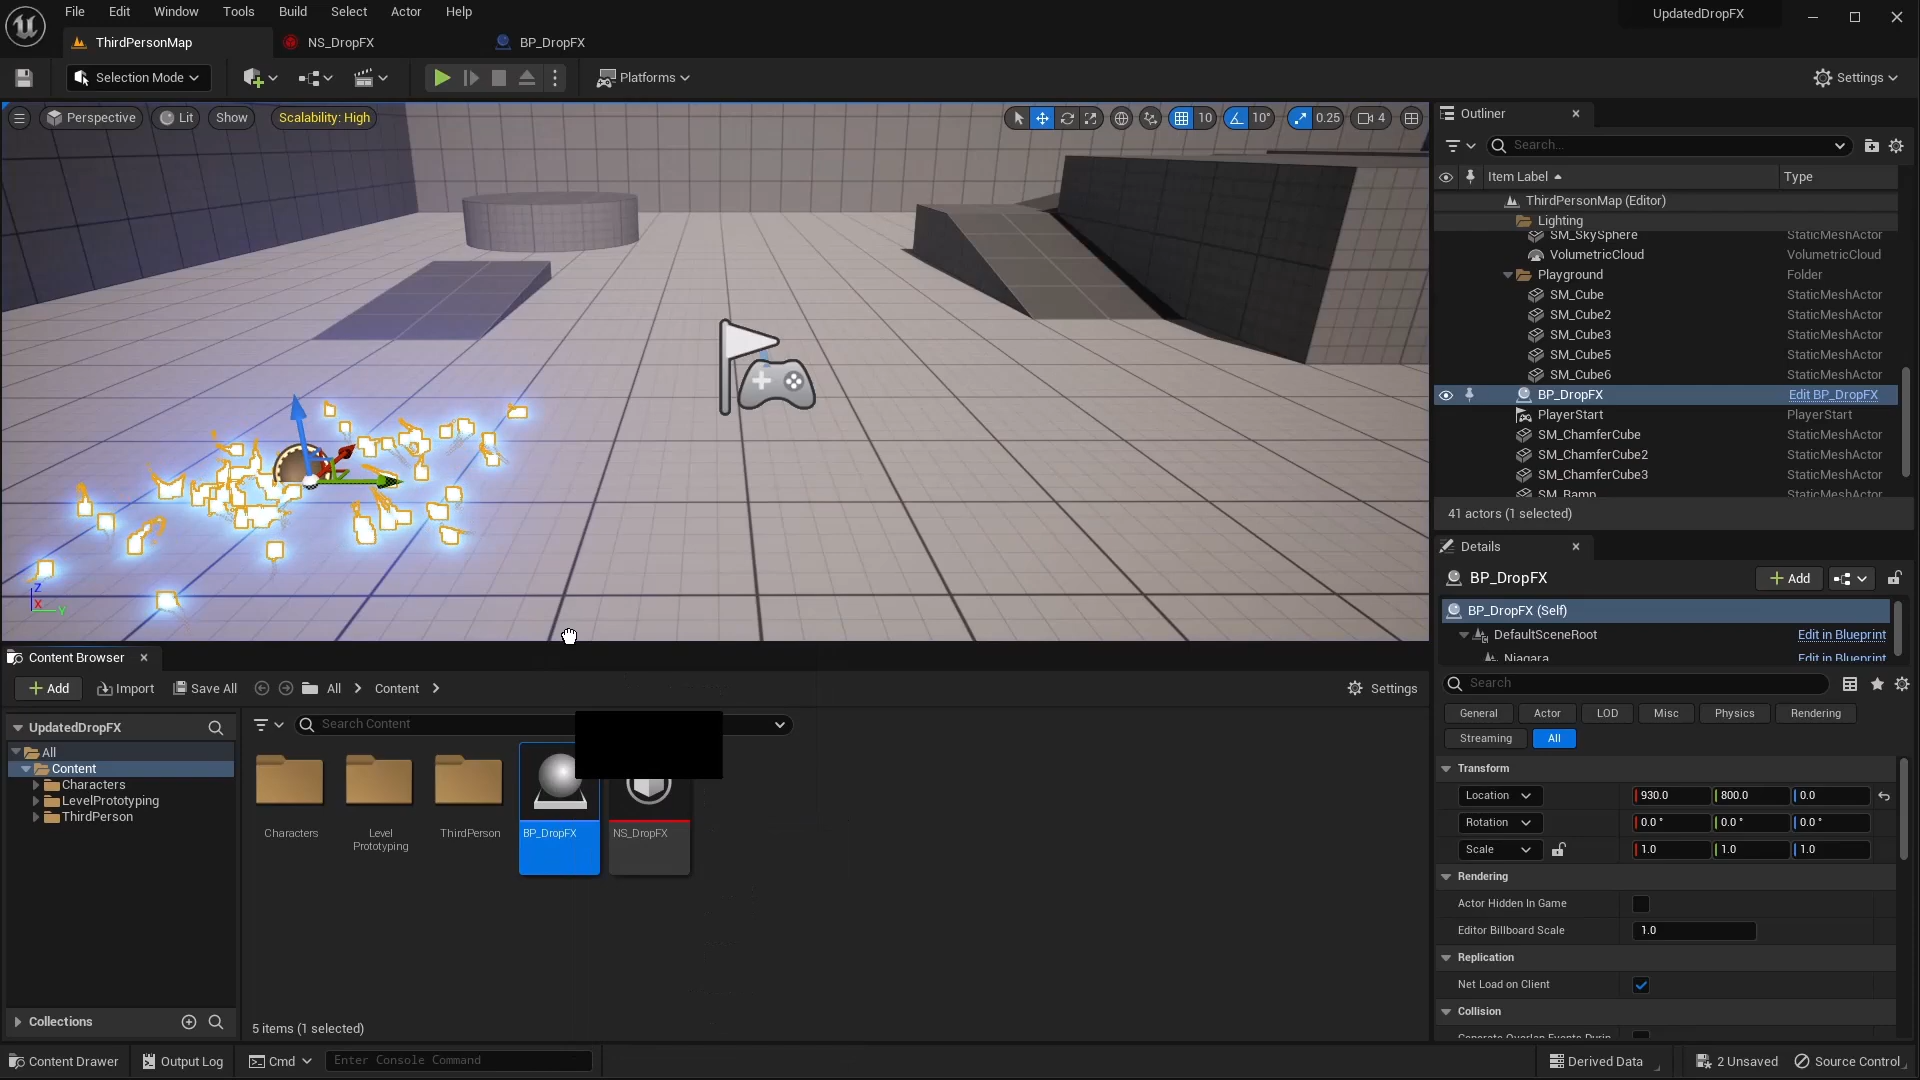 File Edit Window Tools Build Select Actor Help
UpdatedDropFX
ThirdPersonMap
NS_DropFX
BP_DropFX
Selection Mode
Platforms
Settings
Perspective
Lit
Show
Scalability: High
10
10°
0.25
4
Z
X
Y
Outliner
Search...
Item Label
Type
ThirdPersonMap (Editor)
Lighting
SM_SkySphere StaticMeshActor
VolumetricCloud VolumetricCloud
Playground Folder
SM_Cube StaticMeshActor
SM_Cube2 StaticMeshActor
SM_Cube3 StaticMeshActor
SM_Cube5 StaticMeshActor
SM_Cube6 StaticMeshActor
BP_DropFX Edit BP_DropFX
PlayerStart PlayerStart
SM_ChamferCube StaticMeshActor
SM_ChamferCube2 StaticMeshActor
SM_ChamferCube3 StaticMeshActor
SM_Ramp StaticMeshActor
41 actors (1 selected)
Details
BP_DropFX
Add
BP_DropFX (Self)
DefaultSceneRoot Edit in Blueprint
Niagara Edit in Blueprint
Search
General Actor LOD Misc Physics Rendering
Streaming All
Transform
Location 930.0 800.0 0.0
Rotation 0.0 ° 0.0 ° 0.0 °
Scale 1.0 1.0 1.0
Rendering
Actor Hidden In Game
Editor Billboard Scale 1.0
Replication
Net Load on Client
Collision
Generate Overlap Events Durin
Content Browser
Add Import Save All All Content Settings
UpdatedDropFX
All
Content
Characters
LevelPrototyping
ThirdPerson
Collections
Search Content
Characters
Level
Prototyping
ThirdPerson
BP_DropFX
NS_DropFX
5 items (1 selected)
Content Drawer Output Log Cmd Enter Console Command Derived Data 2 Unsaved Source Control